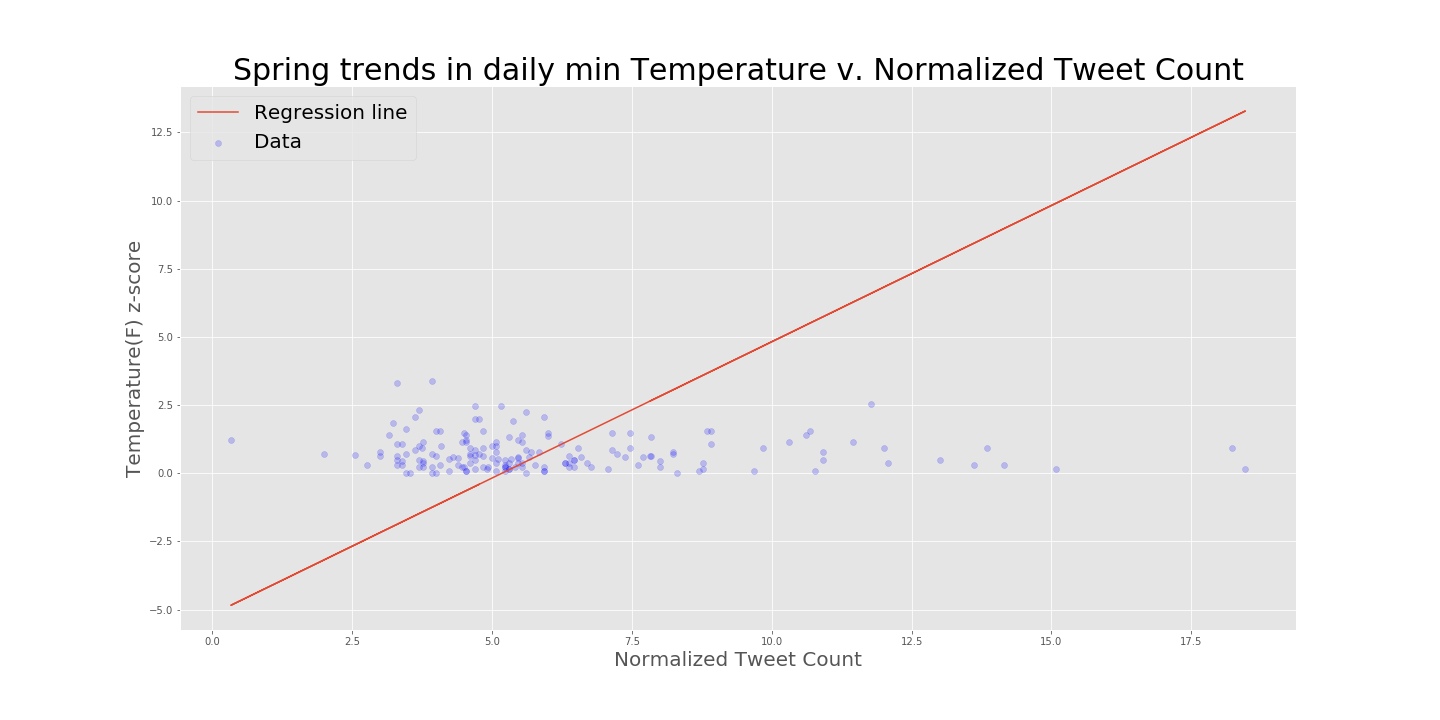 Spring trends in daily min Temperature v. Normalized Tweet Count
Regression line
Data
Temperature(F) z-score
12.5
10.0
7.5
5.0
2.5
0.0
−2.5
−5.0
0.0 2.5 5.0 7.5 10.0 12.5 15.0 17.5
Normalized Tweet Count